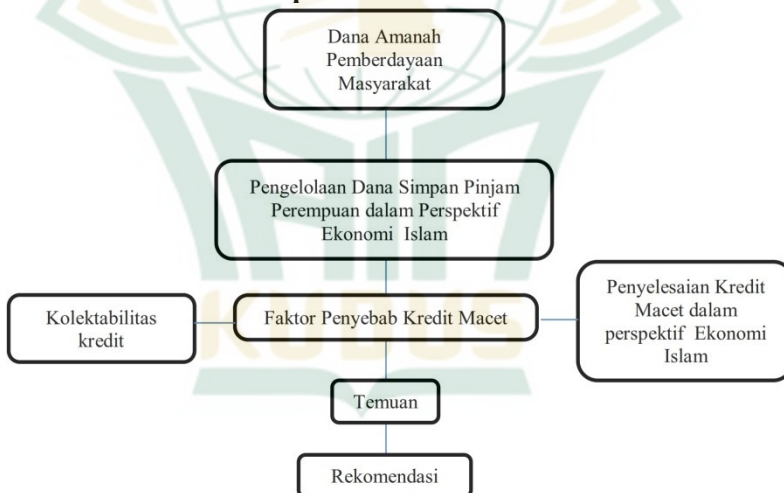 Dana Amanah
Pemberdayaan
Masyarakat
Pengelolaan Dana Simpan Pinjam
Perempuan dalam Perspektif
Ekonomi Islam
Kolektabilitas
kredit
Faktor Penyebab Kredit Macet
Penyelesaian Kredit
Macet dalam
perspektif Ekonomi
Islam
KUDUS
Temuan
Rekomendasi